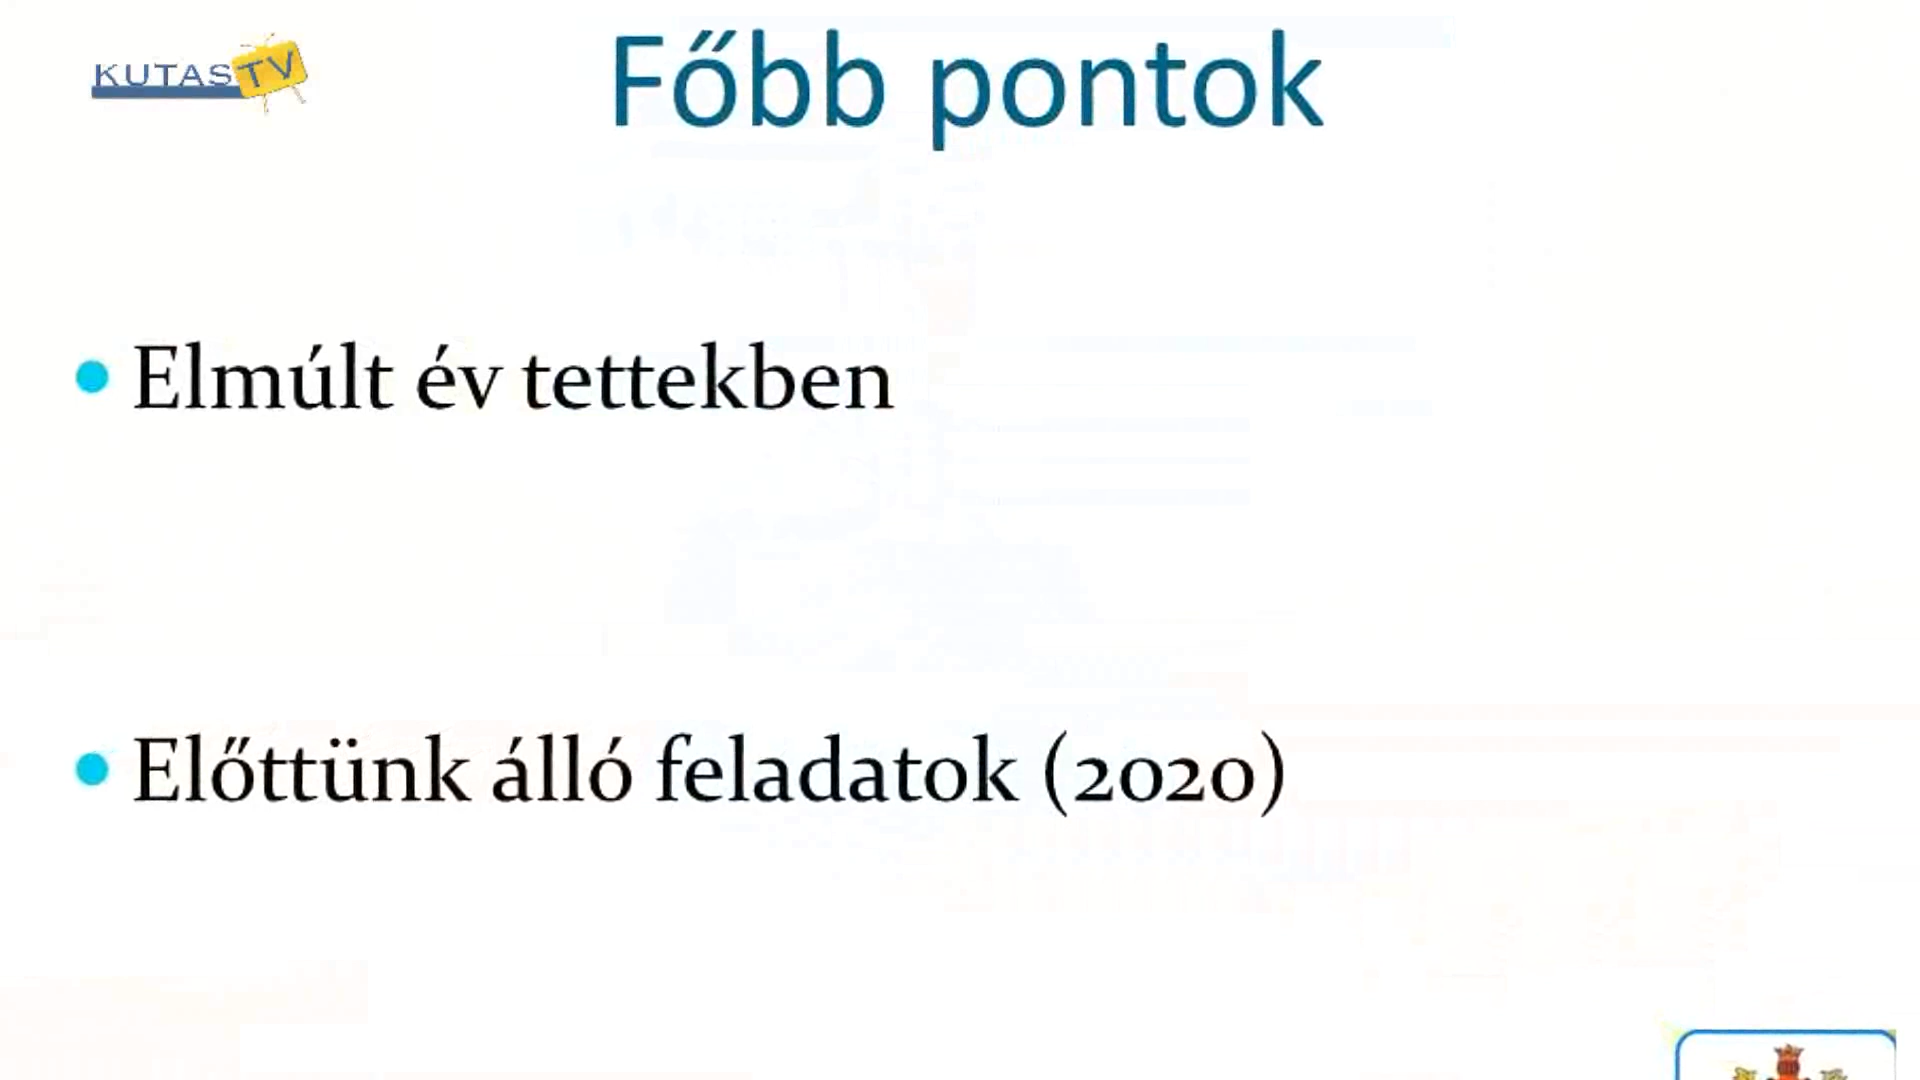 KUTAS TV
Főbb pontok
Elmúlt év tettekben
Előttünk álló feladatok (2020)